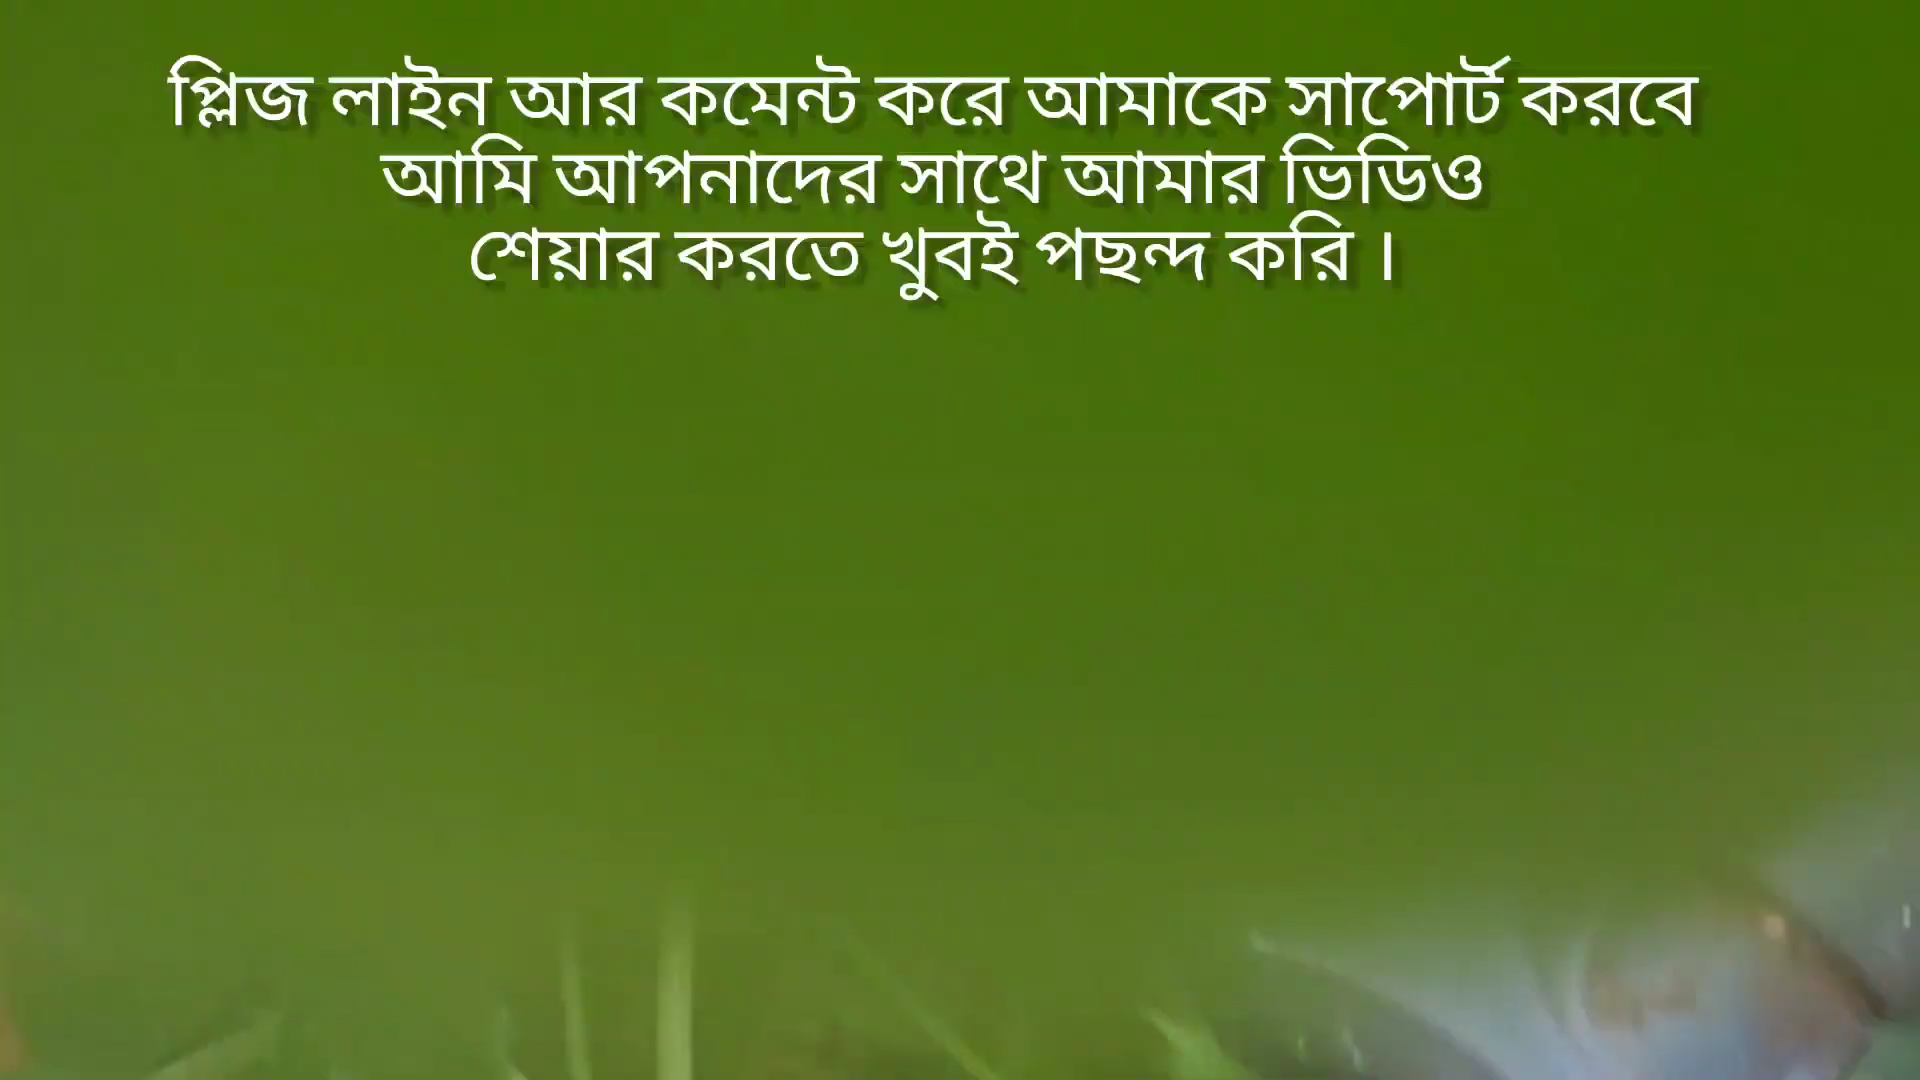 প্লিজ লাইন আর কমেন্ট করে আমাকে সাপোর্ট করবে
আমি আপনাদের সাথে আমার ভিডিও
শেয়ার করতে খুবই পছন্দ করি ।